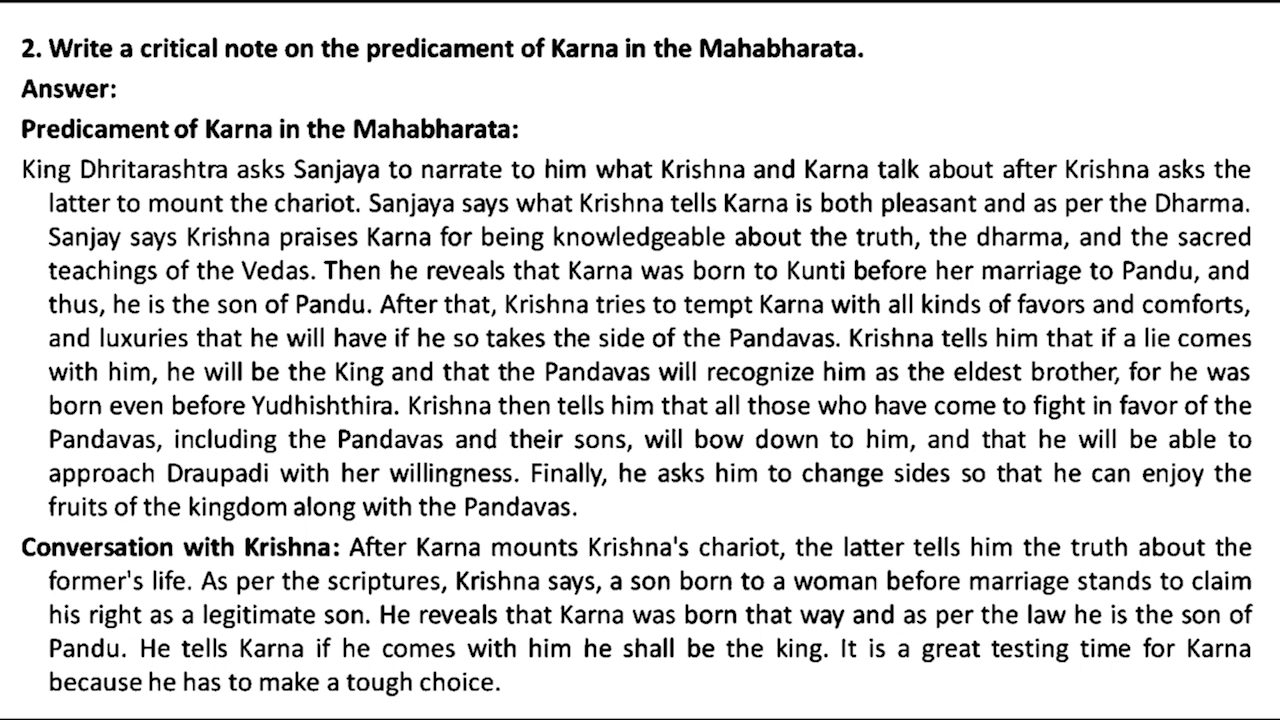 2. Write a critical note on the predicament of Karna in the Mahabharata.
Answer:
Predicament of Karna in the Mahabharata:
King Dhritarashtra asks Sanjaya to narrate to him what Krishna and Karna talk about after Krishna asks the
latter to mount the chariot. Sanjaya says what Krishna tells Karna is both pleasant and as per the Dharma.
Sanjay says Krishna praises Karna for being knowledgeable about the truth, the dharma, and the sacred
teachings of the Vedas. Then he reveals that Karna was born to Kunti before her marriage to Pandu, and
thus, he is the son of Pandu. After that, Krishna tries to tempt Karna with all kinds of favors and comforts,
and luxuries that he will have if he so takes the side of the Pandavas. Krishna tells him that if a lie comes
with him, he will be the King and that the Pandavas will recognize him as the eldest brother, for he was
born even before Yudhishthira. Krishna then tells him that all those who have come to fight in favor of the
Pandavas, including the Pandavas and their sons, will bow down to him, and that he will be able to
approach Draupadi with her willingness. Finally, he asks him to change sides so that he can enjoy the
fruits of the kingdom along with the Pandavas.
Conversation with Krishna: After Karna mounts Krishna's chariot, the latter tells him the truth about the
former's life. As per the scriptures, Krishna says, a son born to a woman before marriage stands to claim
his right as a legitimate son. He reveals that Karna was born that way and as per the law he is the son of
Pandu. He tells Karna if he comes with him he shall be the king. It is a great testing time for Karna
because he has to make a tough choice.